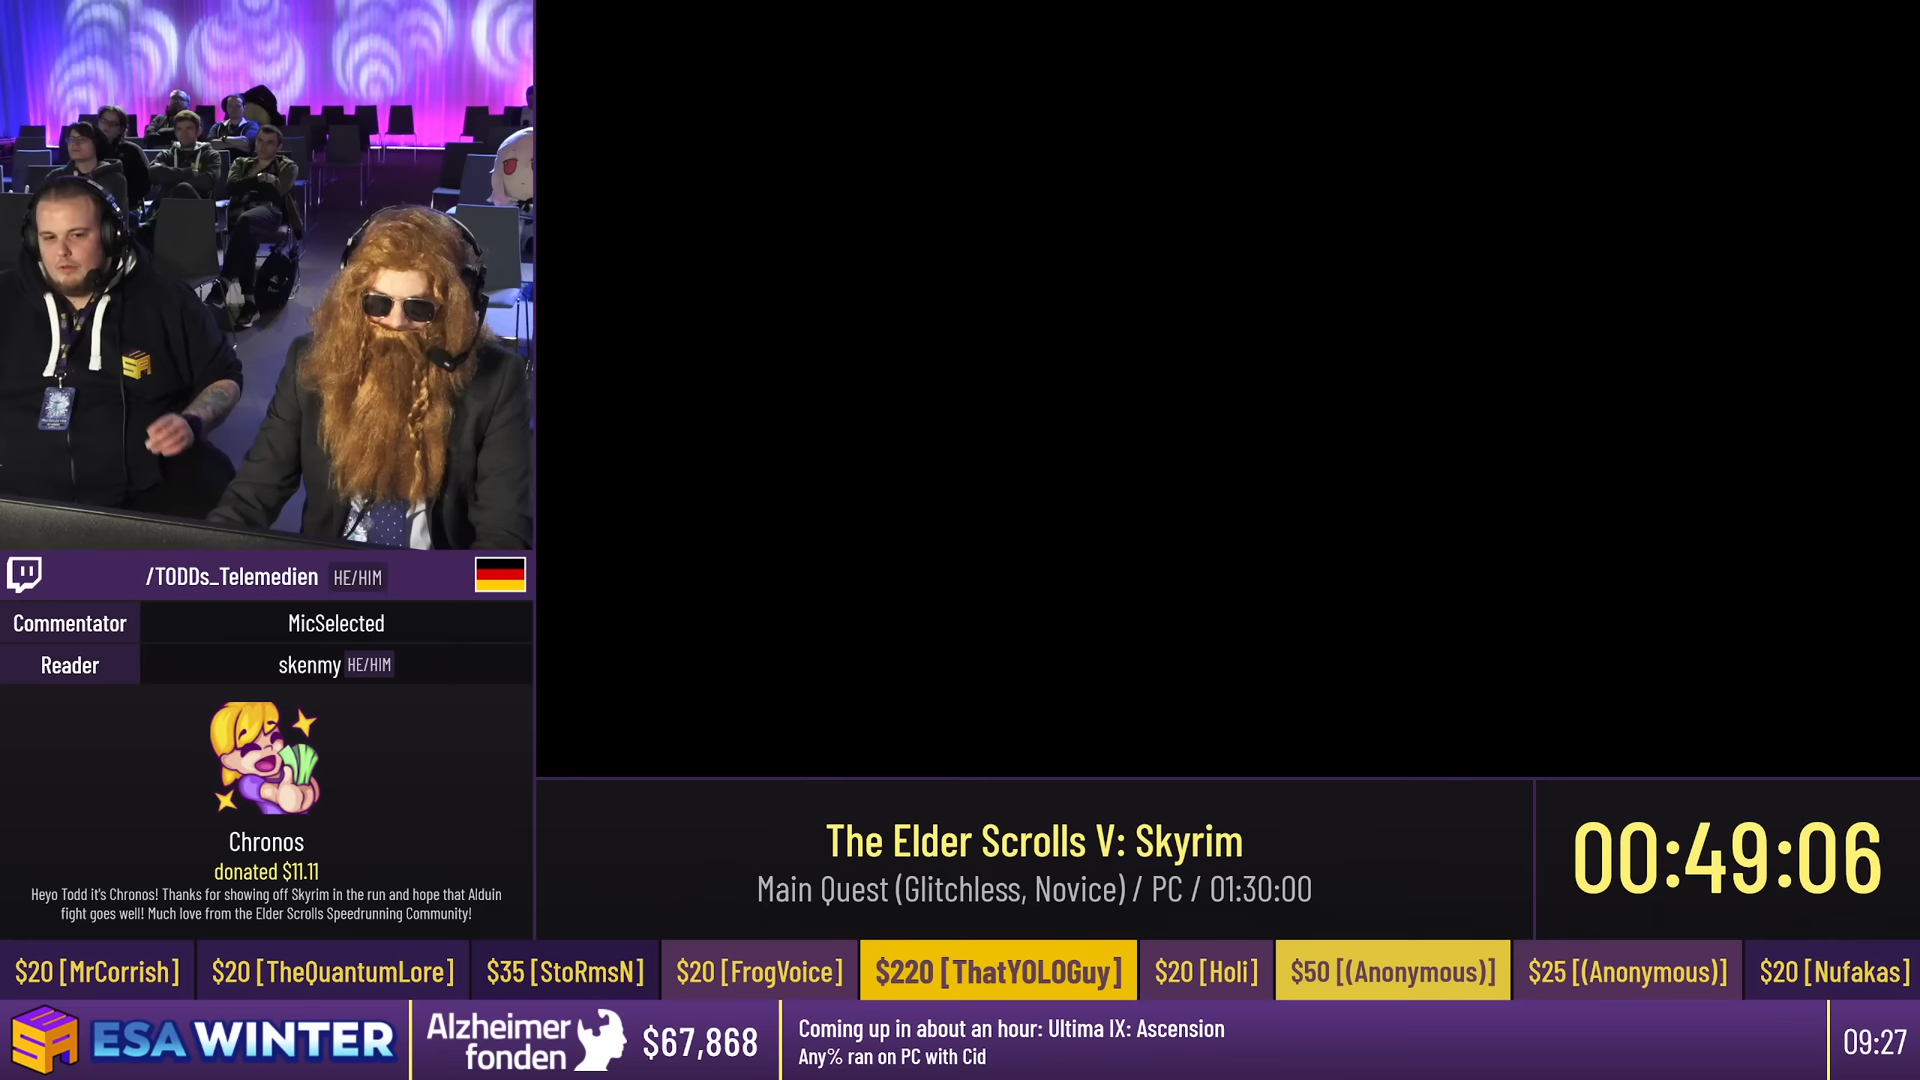 /TODDs_Telemedien HE/HIM
Commentator MicSelected
Reader skenmy HE/HIM
Chronos
donated $11.11
Heyo Todd it's Chronos! Thanks for showing off Skyrim in the run and hope that Alduin
fight goes well! Much love from the Elder Scrolls Speedrunning Community!
The Elder Scrolls V: Skyrim
Main Quest (Glitchless, Novice) / PC / 01:30:00
00:49:06
$20 [MrCorrish] $20 [TheQuantumLore] $35 [StoRmsN] $20 [FrogVoice] $220 [ThatYOLOGuy] $20 [Holi] $50 [(Anonymous)] $25 [(Anonymous)] $20 [Nufakas]
ESA WINTER
Alzheimer
fonden
$67,868
Coming up in about an hour: Ultima IX: Ascension
Any% ran on PC with Cid
09:27